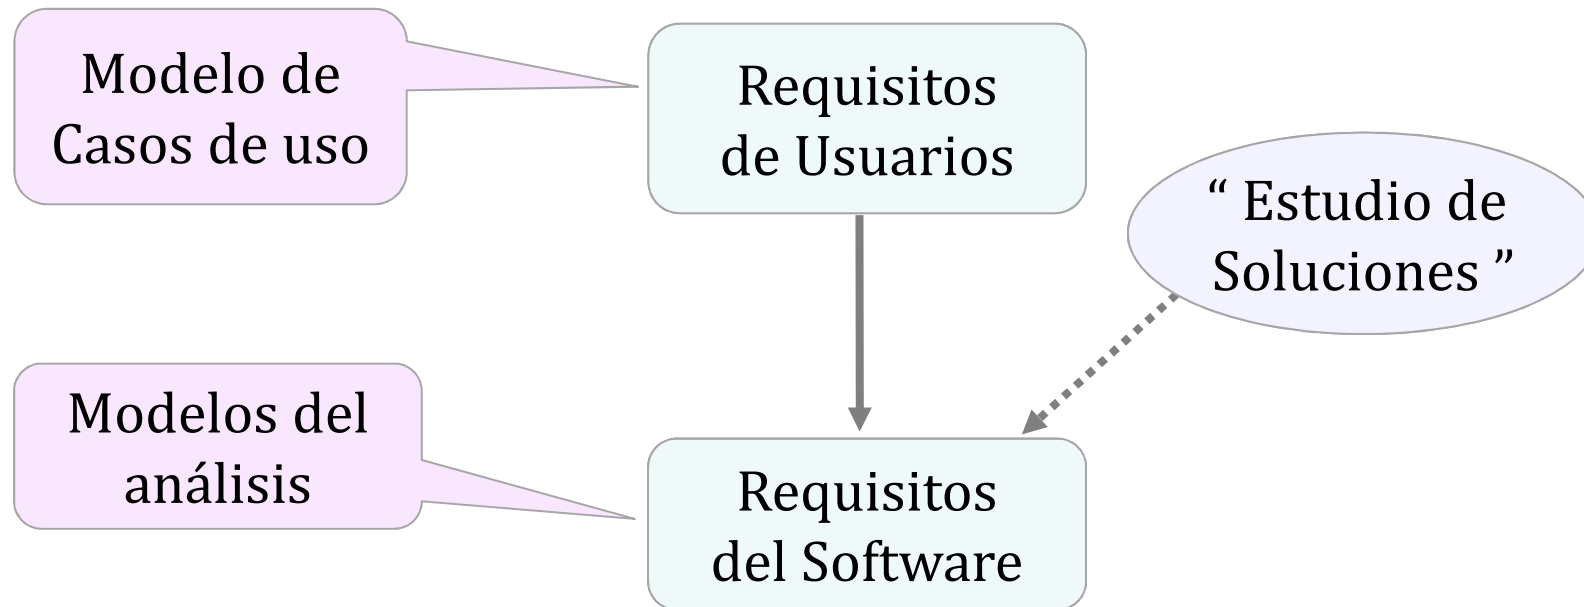 Modelo de
Casos de uso
Requisitos
de Usuarios
“ Estudio de
Soluciones ”
Modelos del
análisis
Requisitos
del Software